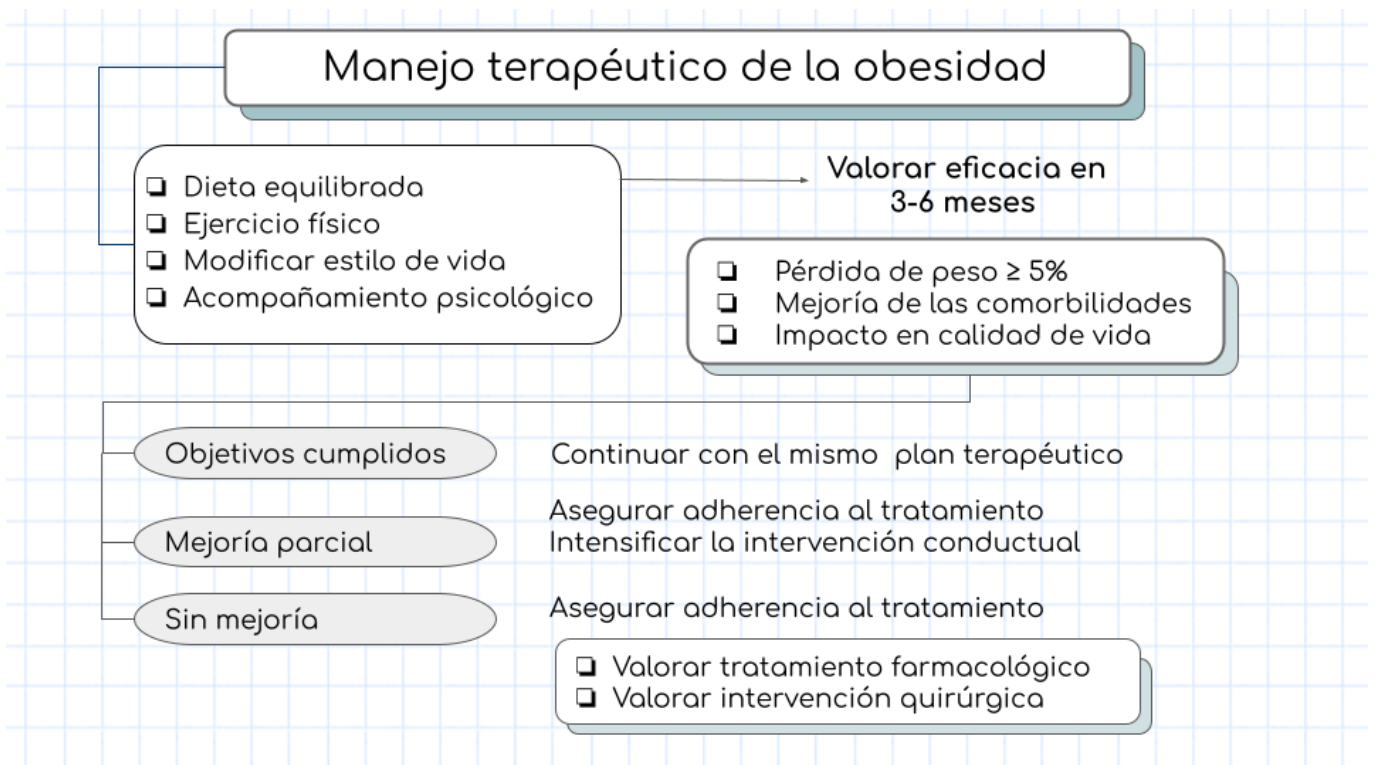 Manejo terapéutico de la obesidad
Dieta equilibrada
Ejercicio físico
Modificar estilo de vida
Acompañamiento psicológico
Valorar eficacia en
3-6 meses
Pérdida de peso ≥ 5%
Mejoría de las comorbilidades
Impacto en calidad de vida
Objetivos cumplidos
Continuar con el mismo plan terapéutico
Mejoría parcial
Asegurar adherencia al tratamiento
Intensificar la intervención conductual
Sin mejoría
Asegurar adherencia al tratamiento
Valorar tratamiento farmacológico
Valorar intervención quirúrgica